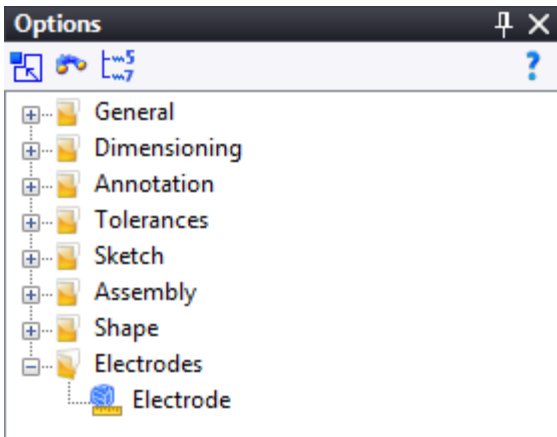 Options
General
Dimensioning
Annotation
Tolerances
Sketch
Assembly
Shape
Electrodes
Electrode